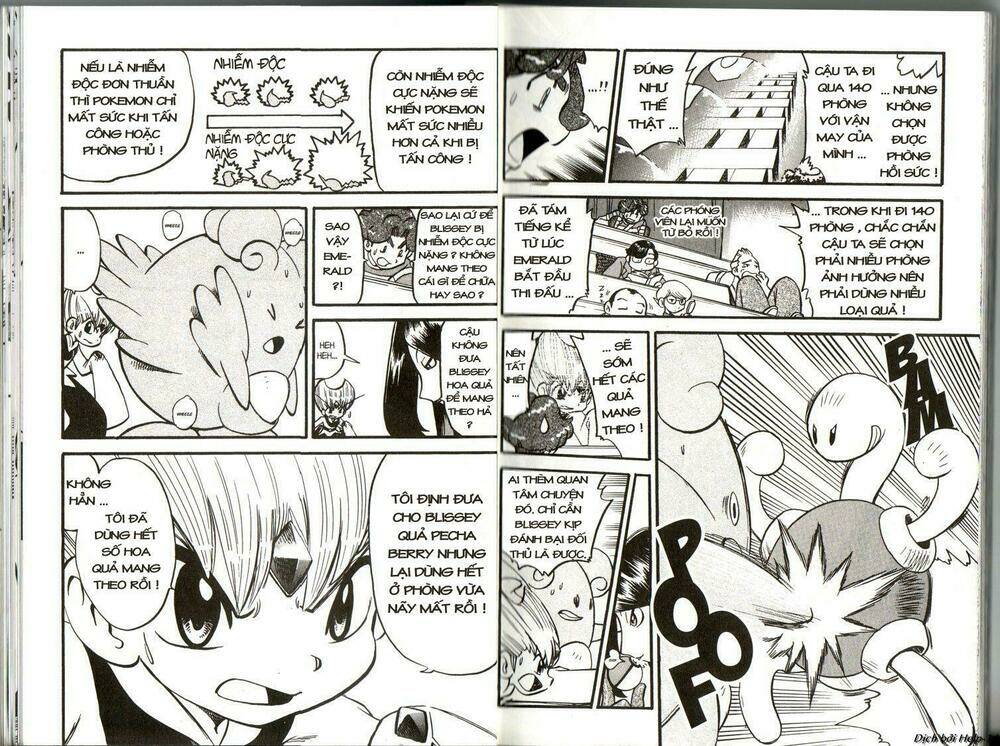 ... NHƯNG
KHÔNG
CHỌN
ĐƯỢC
PHÒNG
HỒI SỨC !
CẬU TA ĐI
QUA 140
PHÒNG
VỚI VẬN
MAY CỦA
MÌNH ...
ĐÚNG
NHƯ
THẾ
THẬT ...
...!!
... TRONG KHI ĐI 140
PHÒNG , CHẮC CHẮN
CẬU TA SẼ CHỌN
PHẢI NHIỀU PHÒNG
ẢNH HƯỞNG NÊN
PHẢI DÙNG NHIỀU
LOẠI QUẢ !
CÁC PHÓNG
VIÊN LẠI MUỐN
TỪ BỎ RỒI !
ĐÃ TÁM
TIẾNG KỂ
TỪ LÚC
EMERALD
BẮT ĐẦU
THI ĐẤU ...
BAM
POOF
... SẼ
SỚM
HẾT CÁC
QUẢ
MANG
THEO !
NÊN
TẤT
NHIÊN
...
AI THÈM QUAN
TÂM CHUYỆN
ĐÓ, CHỈ CẦN
BLISSEY KỊP
ĐÁNH BẠI ĐỐI
THỦ LÀ ĐƯỢC...
CÒN NHIỄM ĐỘC
CỰC NẶNG SẼ
KHIẾN POKEMON
MẤT SỨC NHIỀU
HƠN CẢ KHI BỊ
TẤN CÔNG !
NHIỄM ĐỘC
NHIỄM ĐỘC CỰC
NẶNG
NẾU LÀ NHIỄM
ĐỘC ĐƠN THUẦN
THÌ POKEMON CHỈ
MẤT SỨC KHI TẤN
CÔNG HOẶC
PHÒNG THỦ !
SAO LẠI CỨ ĐỂ
BLISSEY BỊ
NHIỄM ĐỘC CỰC
NẶNG ? KHÔNG
MANG THEO
CÁI GÌ ĐỂ CHỮA
HAY SAO ?
SAO
VẬY
EME-
RALD
?!
WHEEZE
WHEEZE
WHEEZE
...
CẬU
KHÔNG
ĐƯA
BLISSEY
HOA QUẢ
ĐỂ MANG
THEO HẢ
?
HEH
HEH...
TÔI ĐỊNH ĐƯA
CHO BLISSEY
QUẢ PECHA
BERRY NHƯNG
LẠI DÙNG HẾT
Ở PHÒNG VỪA
NÃY MẤT RỒI !
KHÔNG
HẲN ...
TÔI ĐÃ
DÙNG HẾT
SỐ HOA
QUẢ MANG
THEO RỒI !